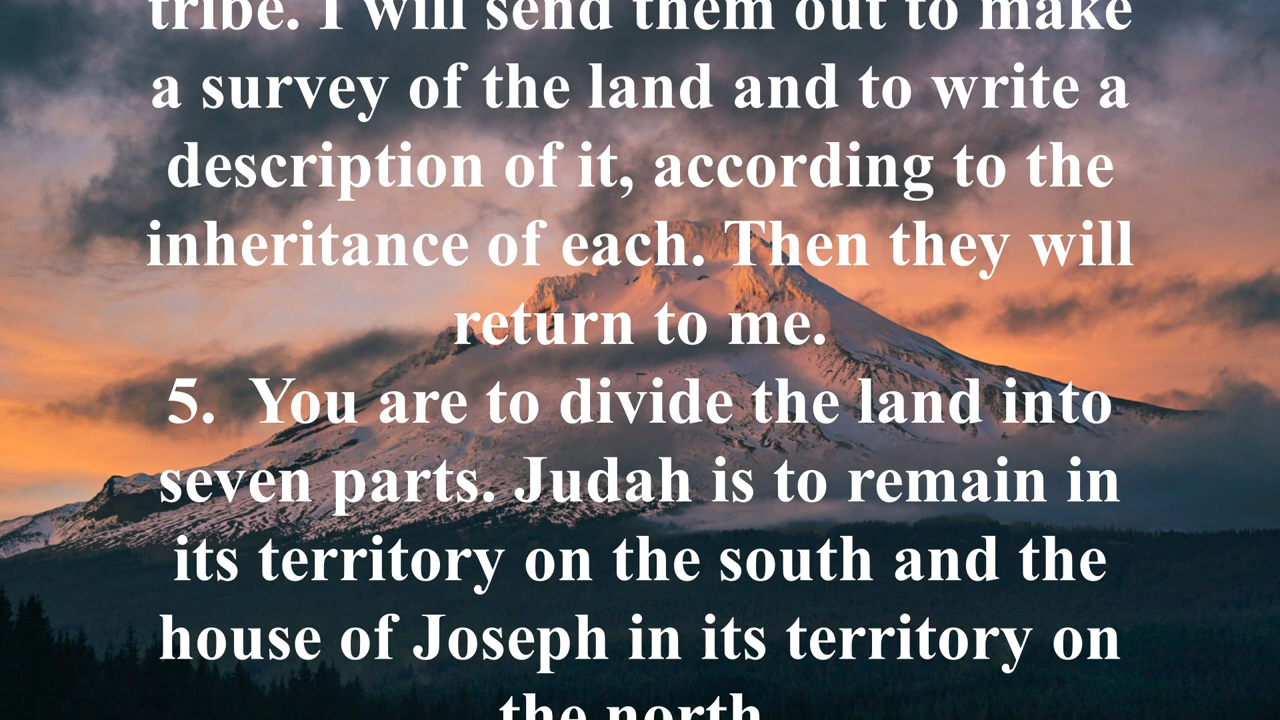 tribe. I will send them out to make
a survey of the land and to write a
description of it, according to the
inheritance of each. Then they will
return to me.
5. You are to divide the land into
seven parts. Judah is to remain in
its territory on the south and the
house of Joseph in its territory on
the north